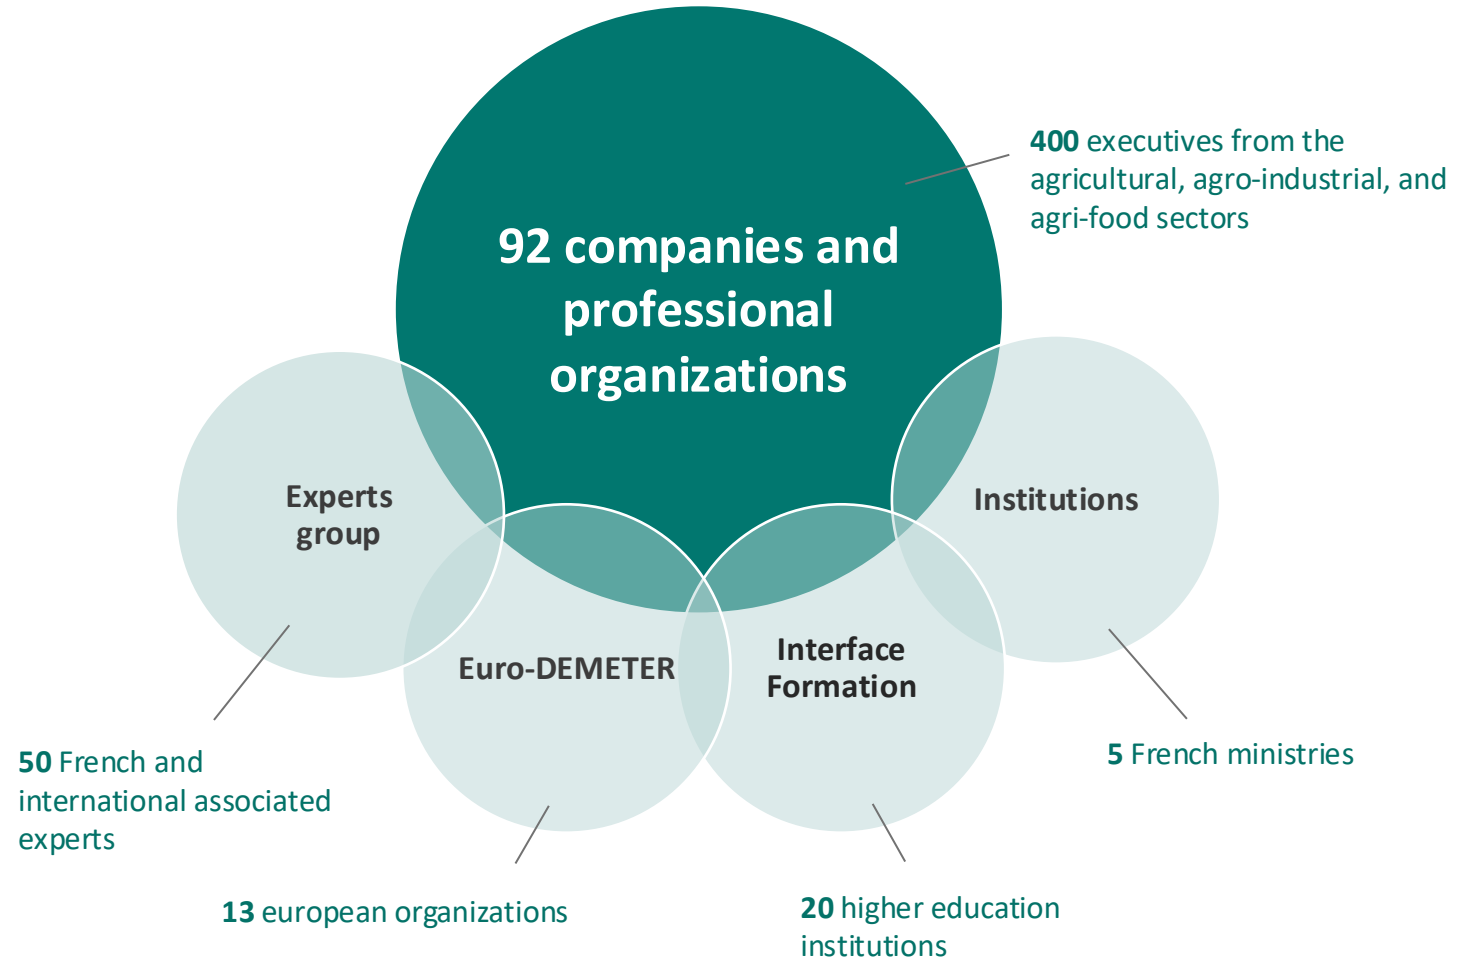 400 executives from the
agricultural, agro-industrial, and
agri-food sectors
92 companies and
professional
organizations
Experts
group
Institutions
Euro-DEMETER
Interface
Formation
50 French and
international associated
experts
5 French ministries
13 european organizations
20 higher education
institutions